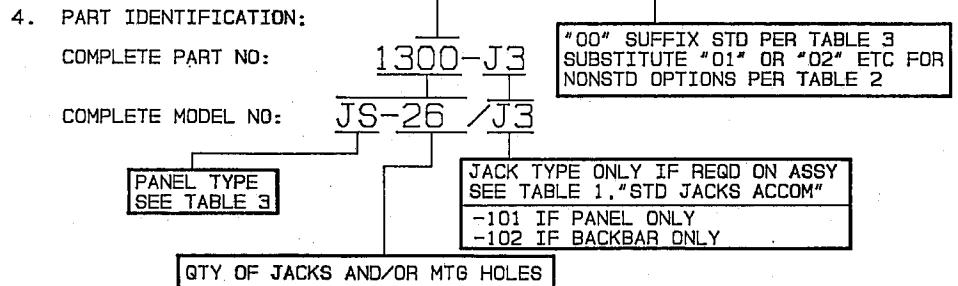 4. PART IDENTIFICATION:
"00" SUFFIX STD PER TABLE 3
SUBSTITUTE "01" OR "02" ETC FOR
NONSTD OPTIONS PER TABLE 2
COMPLETE PART NO: 1300-J3
COMPLETE MODEL NO: JS-26 /J3
PANEL TYPE
SEE TABLE 3
JACK TYPE ONLY IF REQD ON ASSY
SEE TABLE 1,"STD JACKS ACCOM"
-101 IF PANEL ONLY
-102 IF BACKBAR ONLY
QTY OF JACKS AND/OR MTG HOLES